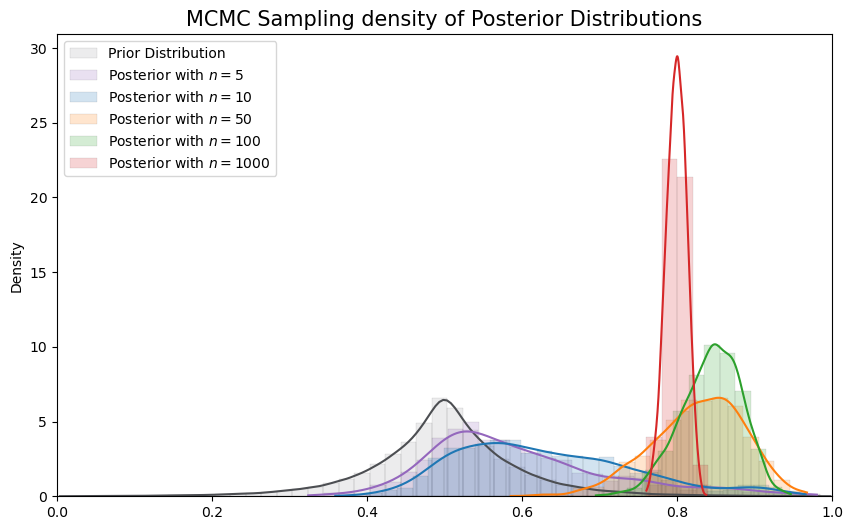 MCMC Sampling density of Posterior Distributions
30
25
20
15
10
5
0
Density
Prior Distribution
Posterior with n = 5
Posterior with n = 10
Posterior with n = 50
Posterior with n = 100
Posterior with n = 1000
0.0 0.2 0.4 0.6 0.8 1.0